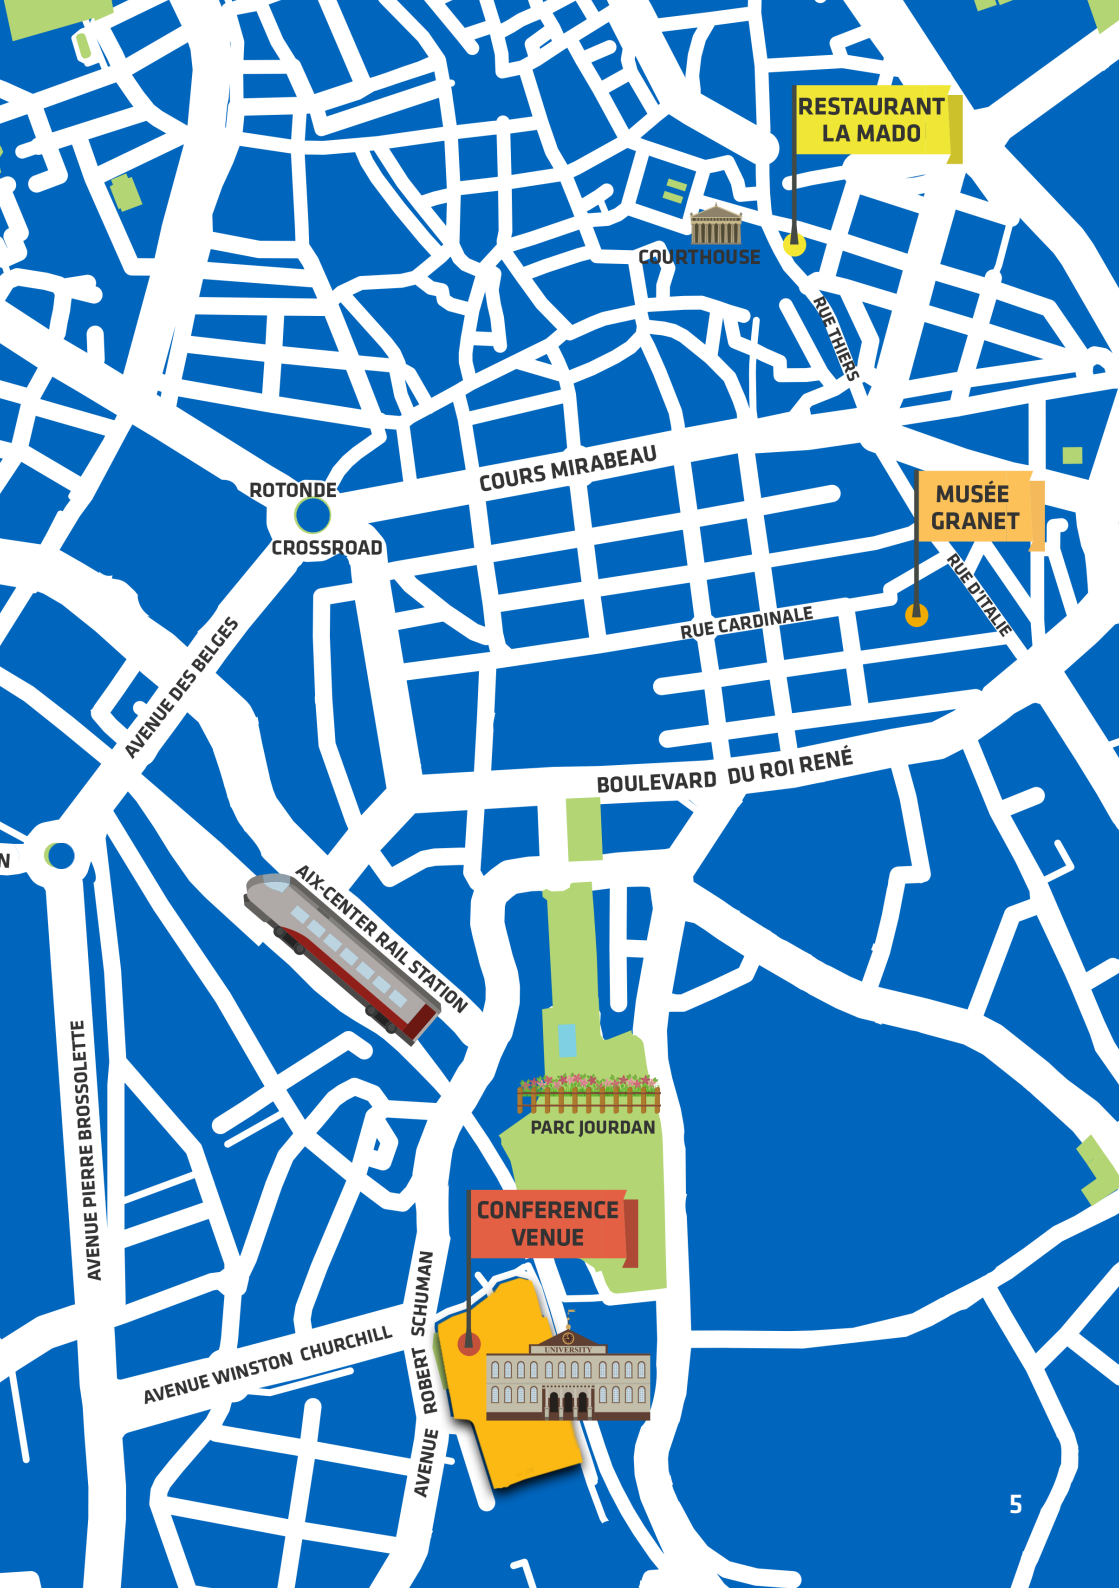 RESTAURANT
LA MADO
COURTHOUSE
RUE THIERS
COURS MIRABEAU
ROTONDE
CROSSROAD
MUSÉE
GRANET
RUE D'ITALIE
RUE CARDINALE
AVENUE DES BELGES
BOULEVARD DU ROI RENÉ
N
AIX-CENTER RAIL STATION
AVENUE PIERRE BROSSOLETTE
PARC JOURDAN
CONFERENCE
VENUE
AVENUE ROBERT SCHUMAN
AVENUE WINSTON CHURCHILL
UNIVERSITY
5